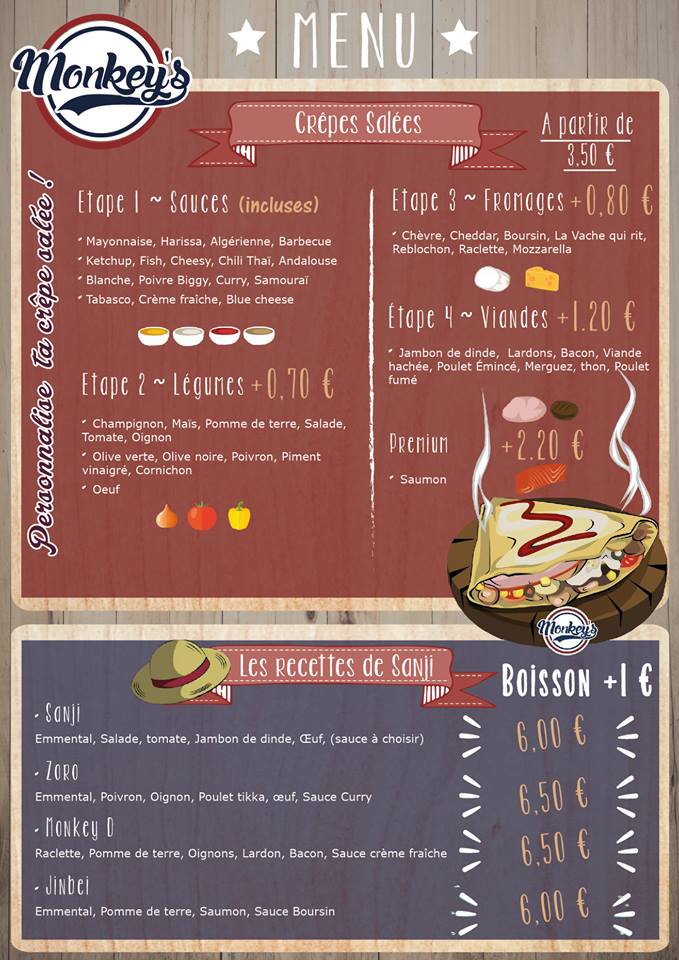 MENU
Monkey's
Crêpes Salées
A partir de
3,50 €
Personnalise ta crêpe salée !
Etape 1 ~ Sauces (incluses)
Mayonnaise, Harissa, Algérienne, Barbecue
Ketchup, Fish, Cheesy, Chili Thaï, Andalouse
Blanche, Poivre Biggy, Curry, Samouraï
Tabasco, Crème fraîche, Blue cheese
Etape 2 ~ Légumes +0,70 €
Champignon, Maïs, Pomme de terre, Salade,
Tomate, Oignon
Olive verte, Olive noire, Poivron, Piment
vinaigré, Cornichon
Oeuf
Etape 3 ~ Fromages +0,80 €
Chèvre, Cheddar, Boursin, La Vache qui rit,
Reblochon, Raclette, Mozzarella
Étape 4 ~ Viandes +1.20 €
Jambon de dinde, Lardons, Bacon, Viande
hachée, Poulet Émincé, Merguez, thon, Poulet
fumé
Premium +2.20 €
Saumon
Monkey's
Les recettes de Sanji
Boisson +1 €
- Sanji
Emmental, Salade, tomate, Jambon de dinde, Œuf, (sauce à choisir)
6,00 €
- Zoro
Emmental, Poivron, Oignon, Poulet tikka, œuf, Sauce Curry
6,50 €
- Monkey D
Raclette, Pomme de terre, Oignons, Lardon, Bacon, Sauce crème fraîche
6,50 €
- Jinbei
Emmental, Pomme de terre, Saumon, Sauce Boursin
6,00 €